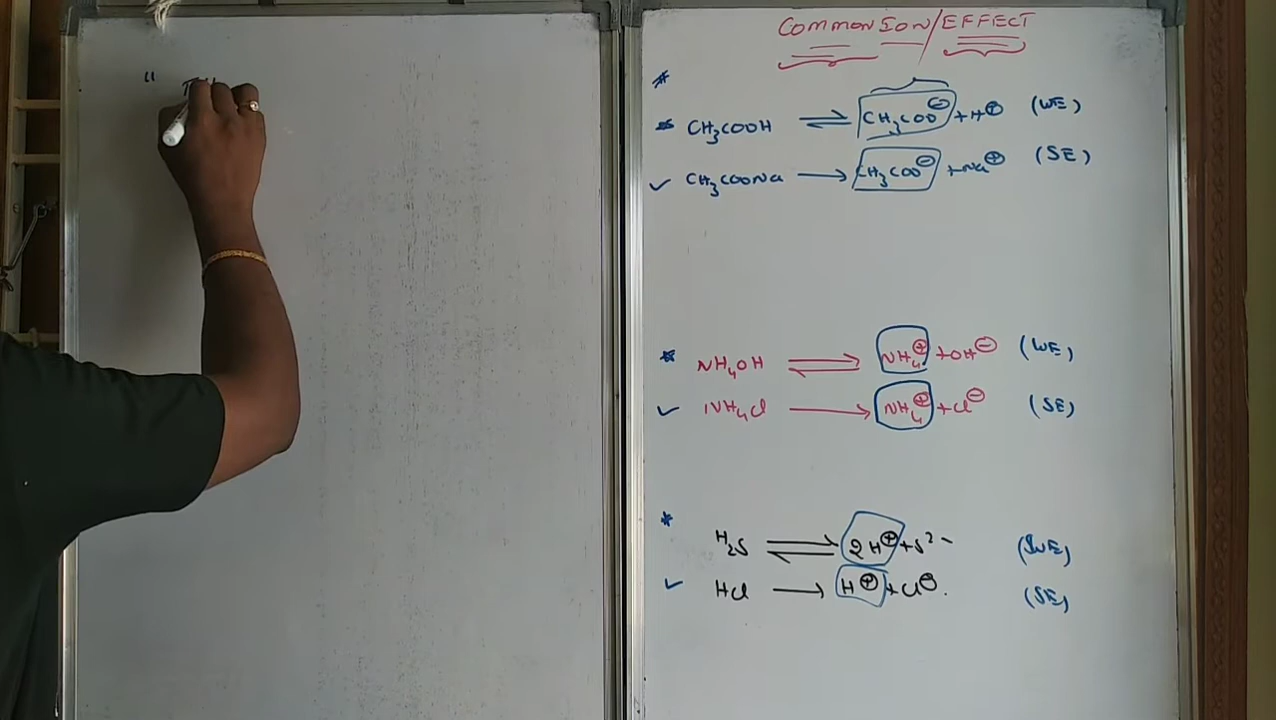 "
COMMON ION/EFFECT
*
* CH₃COOH ⇌ CH₃COO⊖ + H⊕ (WE)
✓ CH₃COONa ⟶ CH₃COO⊖ + Na⊕ (SE)
* NH₄OH ⇌ NH₄⊕ + OH⊖ (WE)
✓ NH₄Cl ⟶ NH₄⊕ + Cl⊖ (SE)
*
H₂S ⇌ 2H⊕ + S²⁻ (WE)
✓ HCl ⟶ H⊕ + Cl⊖. (SE)